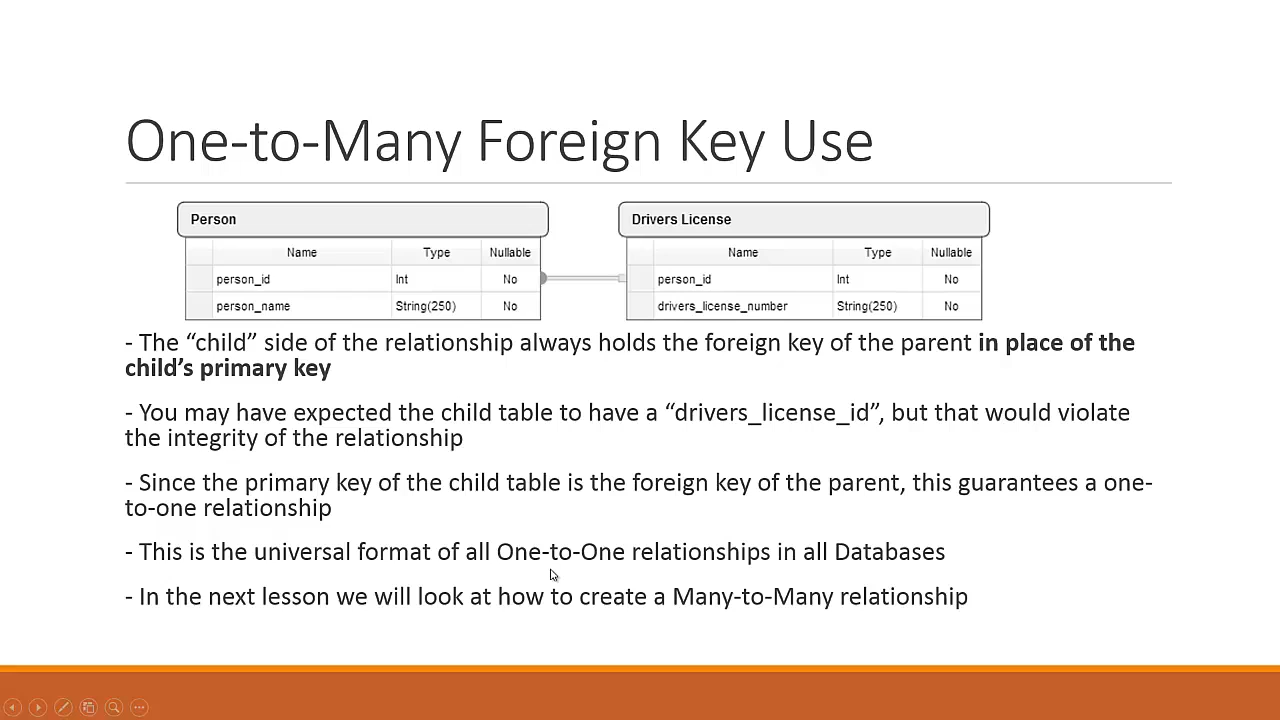 One-to-Many Foreign Key Use
Person
Name Type Nullable
person_id Int No
person_name String(250) No
Drivers License
Name Type Nullable
person_id Int No
drivers_license_number String(250) No
- The “child” side of the relationship always holds the foreign key of the parent in place of the
child’s primary key
- You may have expected the child table to have a “drivers_license_id”, but that would violate
the integrity of the relationship
- Since the primary key of the child table is the foreign key of the parent, this guarantees a one-
to-one relationship
- This is the universal format of all One-to-One relationships in all Databases
- In the next lesson we will look at how to create a Many-to-Many relationship